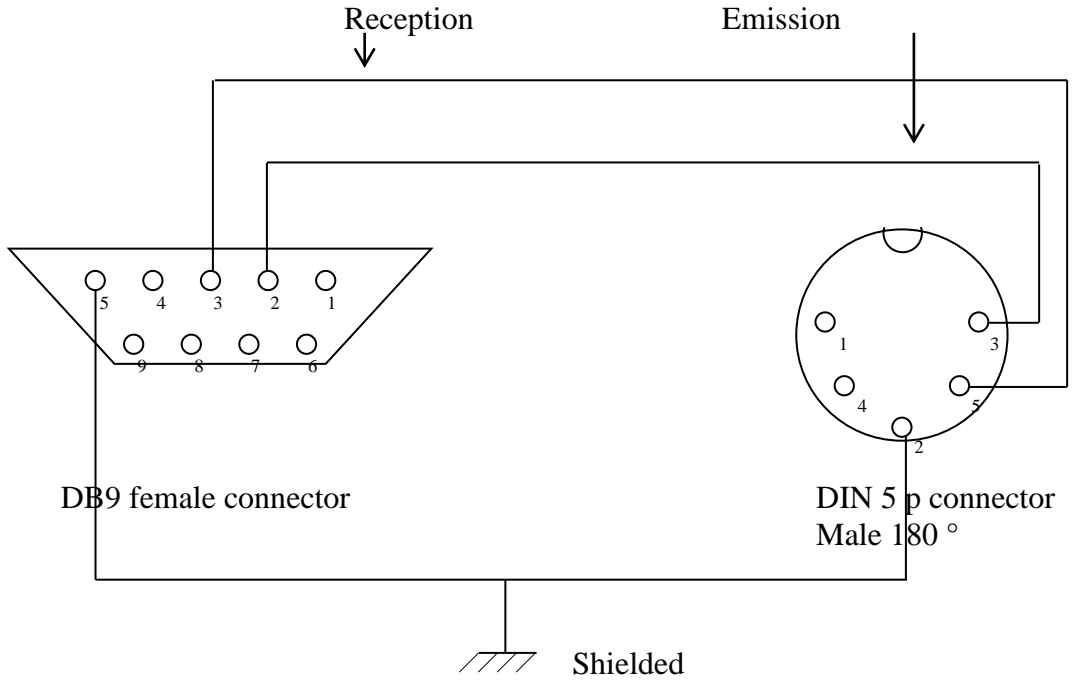 Reception
Emission
5 4 3 2 1
9 8 7 6
1
3
4
5
2
DB9 female connector
DIN 5 p connector
Male 180 °
Shielded